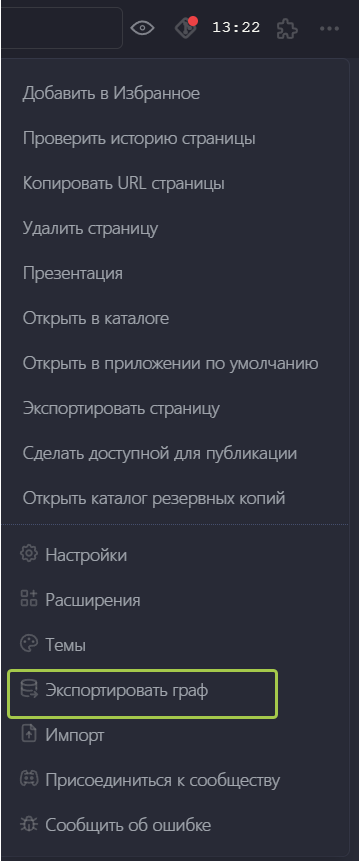 13:22
Добавить в Избранное
Проверить историю страницы
Копировать URL страницы
Удалить страницу
Презентация
Открыть в каталоге
Открыть в приложении по умолчанию
Экспортировать страницу
Сделать доступной для публикации
Открыть каталог резервных копий
Настройки
Расширения
Темы
Экспортировать граф
Импорт
Присоединиться к сообществу
Сообщить об ошибке